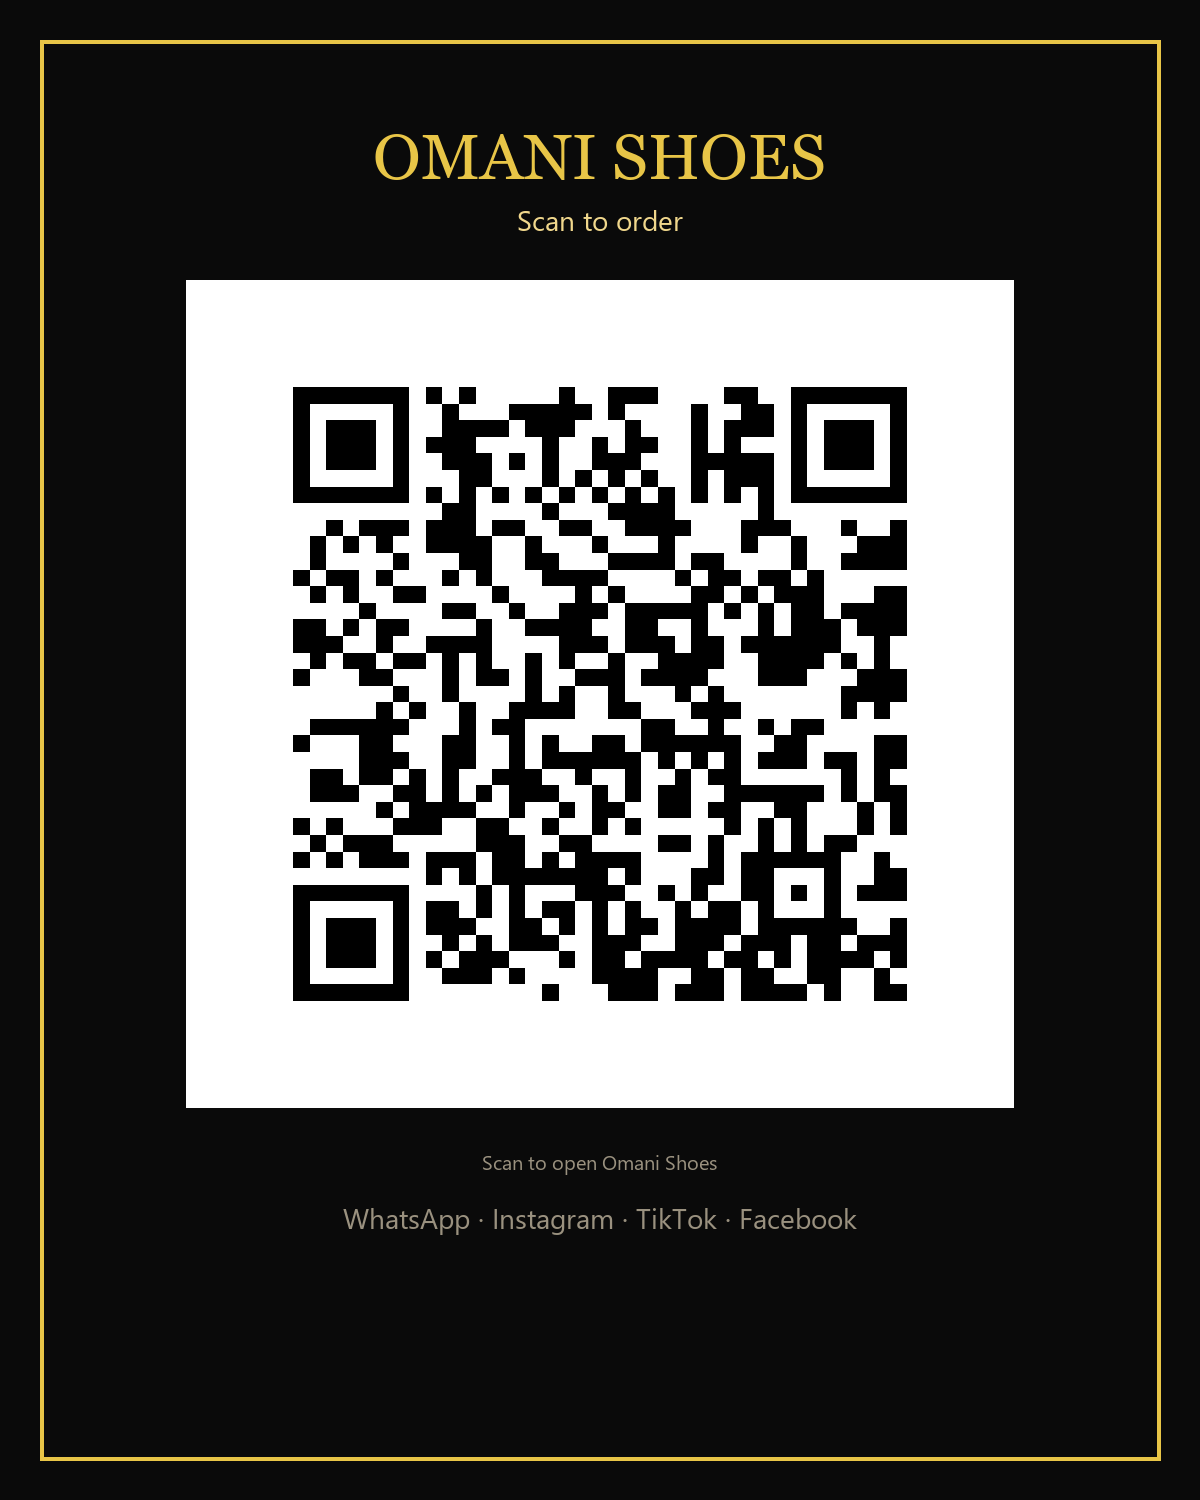 OMANI SHOES
Scan to order
Scan to open Omani Shoes
WhatsApp · Instagram · TikTok · Facebook